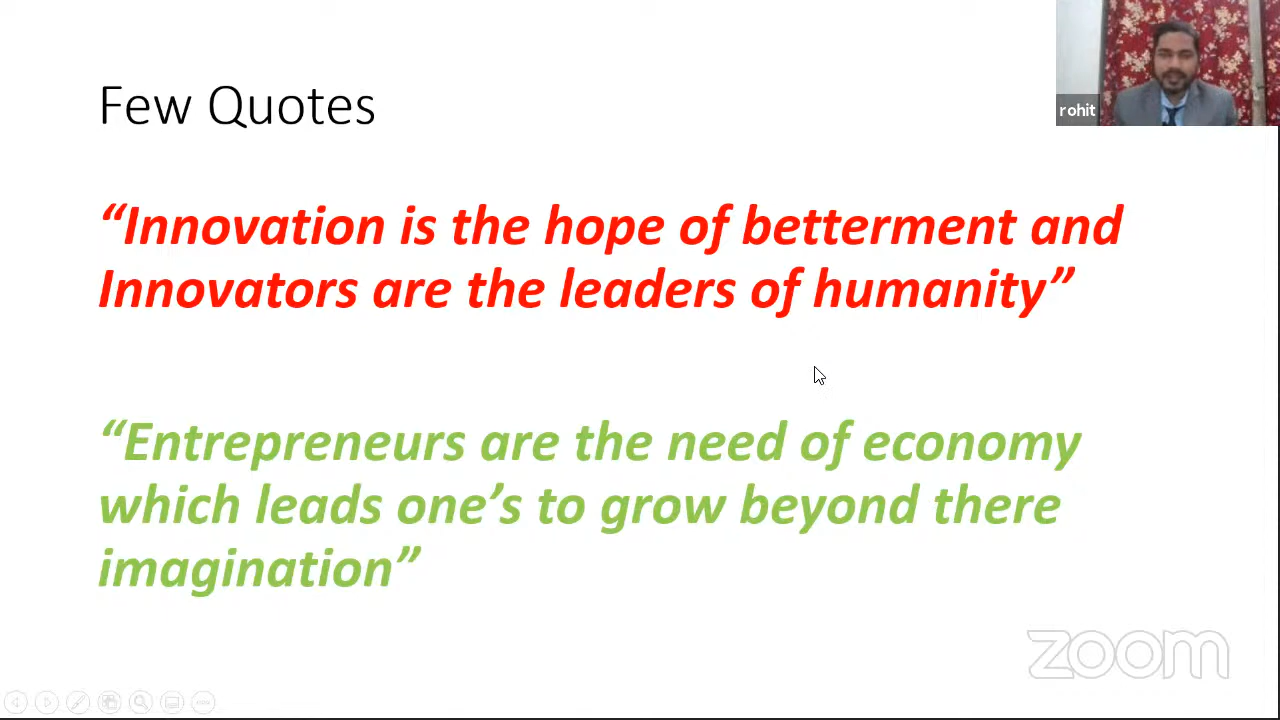 Few Quotes
rohit
“Innovation is the hope of betterment and
Innovators are the leaders of humanity”
“Entrepreneurs are the need of economy
which leads one’s to grow beyond there
imagination”
zoom